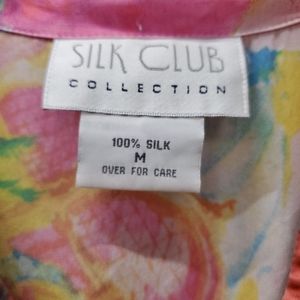 SILK CLUB
COLLECTION
100% SILK
M
OVER FOR CARE